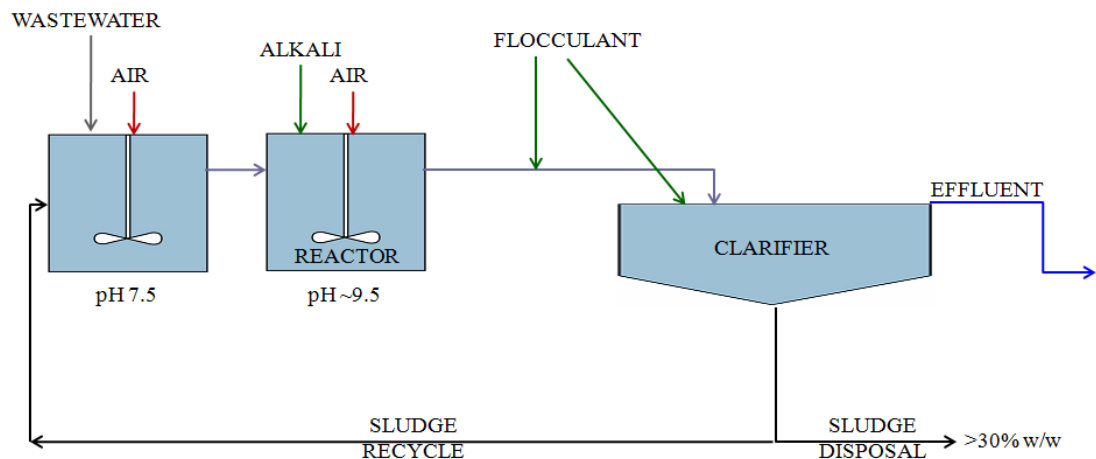 WASTEWATER
AIR
ALKALI
AIR
FLOCCULANT
REACTOR
pH 7.5
pH ~9.5
CLARIFIER
EFFLUENT
SLUDGE
RECYCLE
SLUDGE
DISPOSAL
>30% w/w